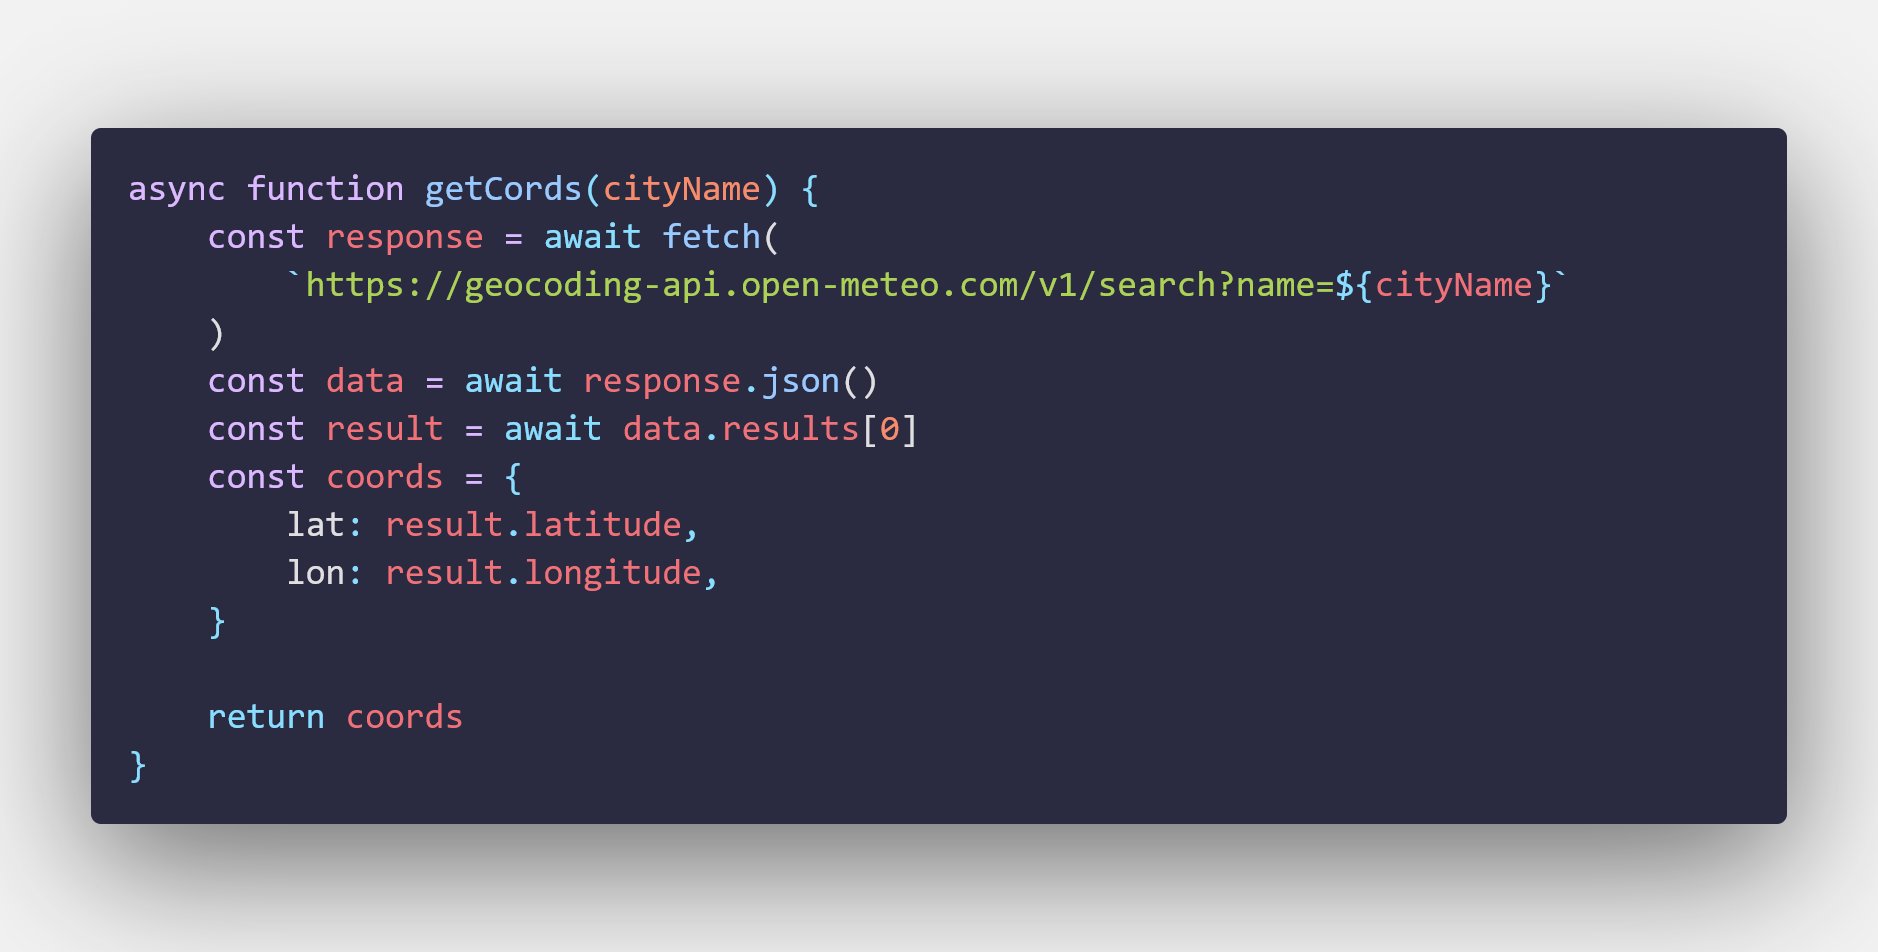 async function getCords(cityName) {
    const response = await fetch(
        `https://geocoding-api.open-meteo.com/v1/search?name=${cityName}`
    )
    const data = await response.json()
    const result = await data.results[0]
    const coords = {
        lat: result.latitude,
        lon: result.longitude,
    }

    return coords
}